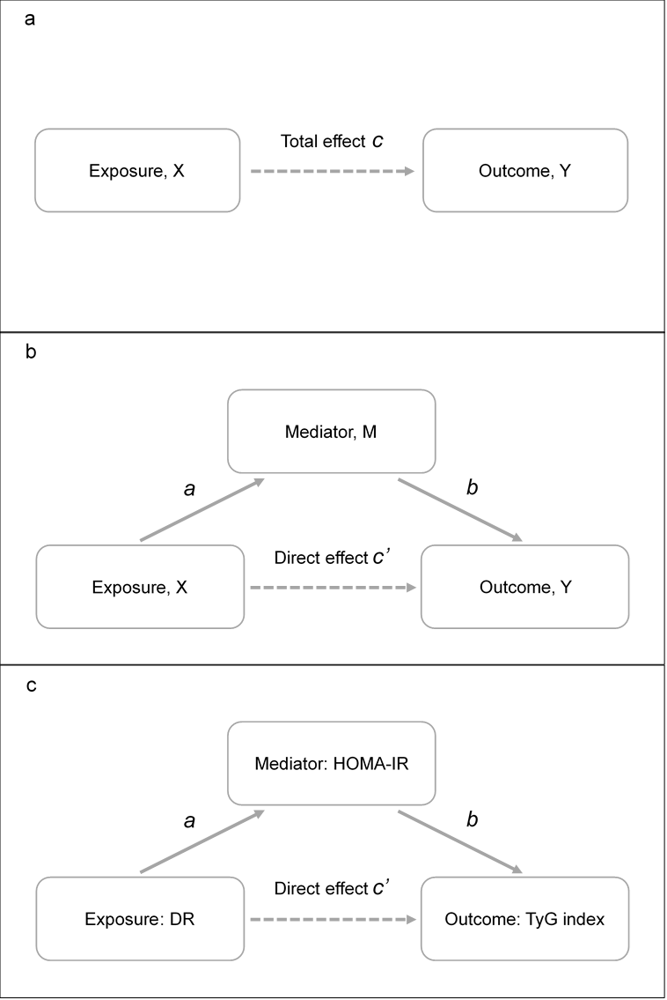 a
Total effect c
Exposure, X
Outcome, Y
b
Mediator, M
a
b
Direct effect c’
Exposure, X
Outcome, Y
c
Mediator: HOMA-IR
a
b
Direct effect c’
Exposure: DR
Outcome: TyG index